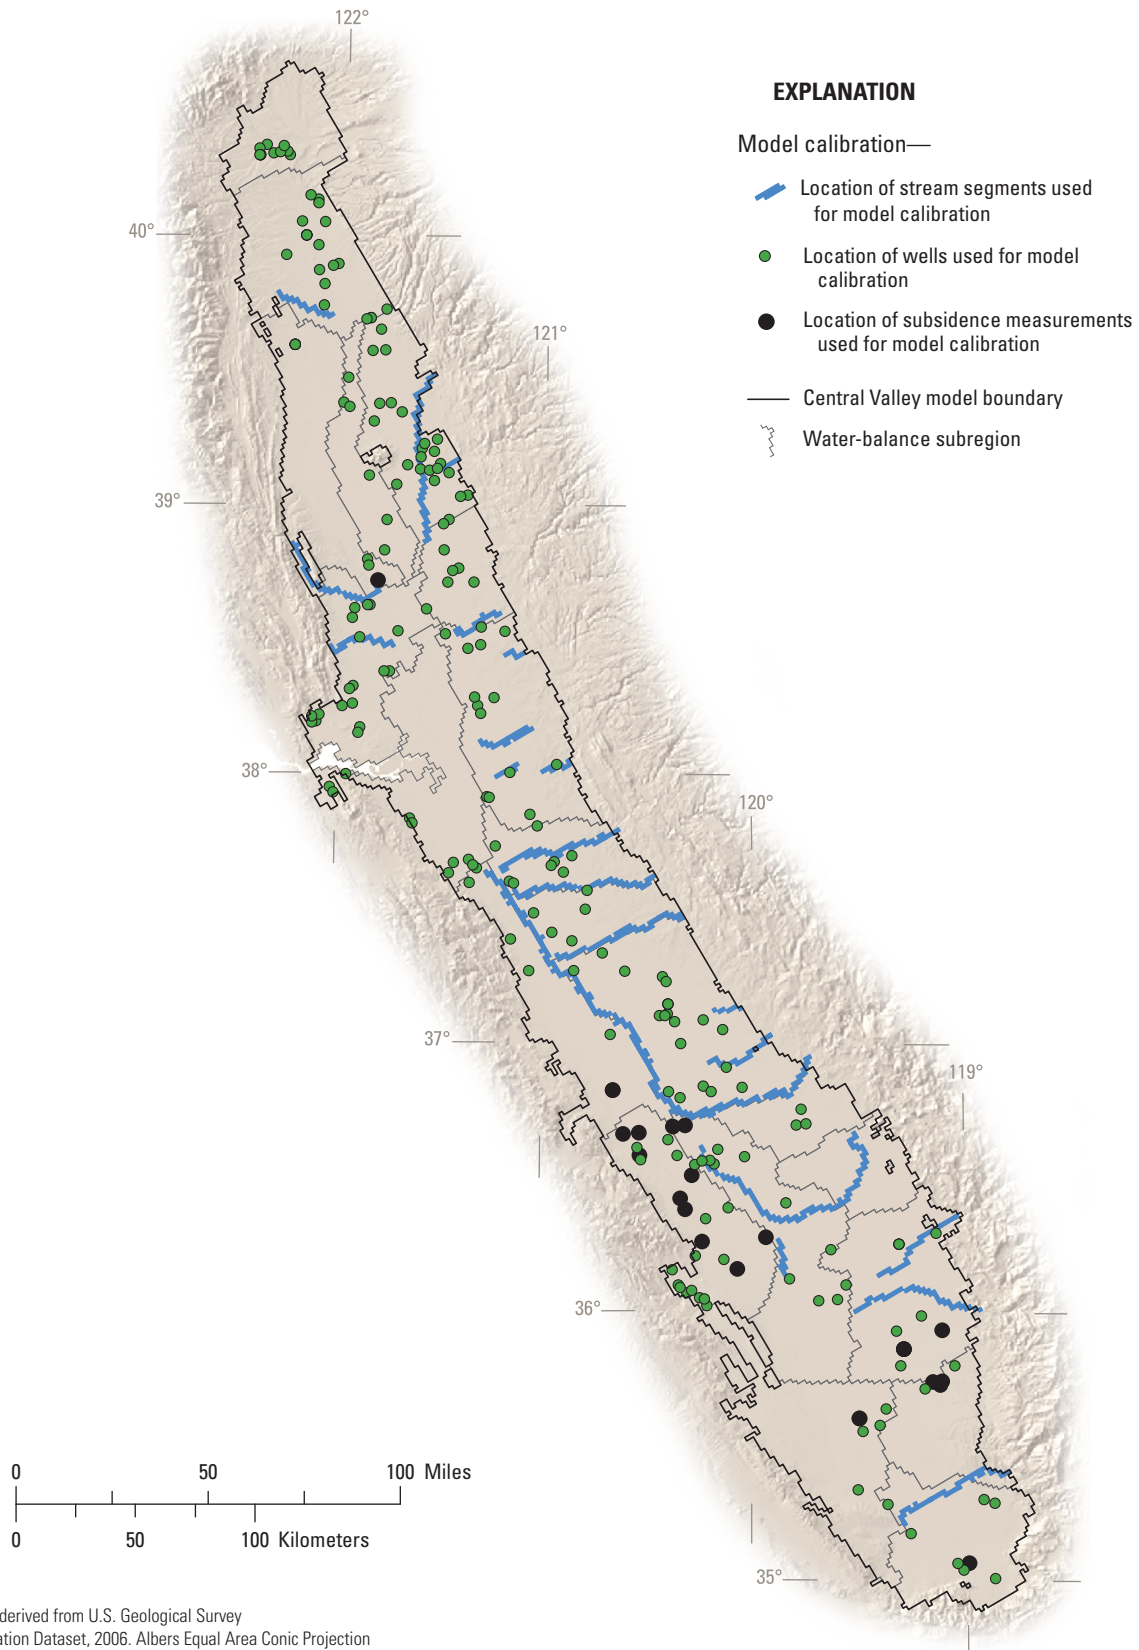 122°
EXPLANATION
Model calibration—
Location of stream segments used
for model calibration
Location of wells used for model
calibration
Location of subsidence measurements
used for model calibration
Central Valley model boundary
Water-balance subregion
40°
121°
39°
38°
120°
37°
119°
36°
35°
0 50 100 Miles
0 50 100 Kilometers
derived from U.S. Geological Survey
ation Dataset, 2006. Albers Equal Area Conic Projection